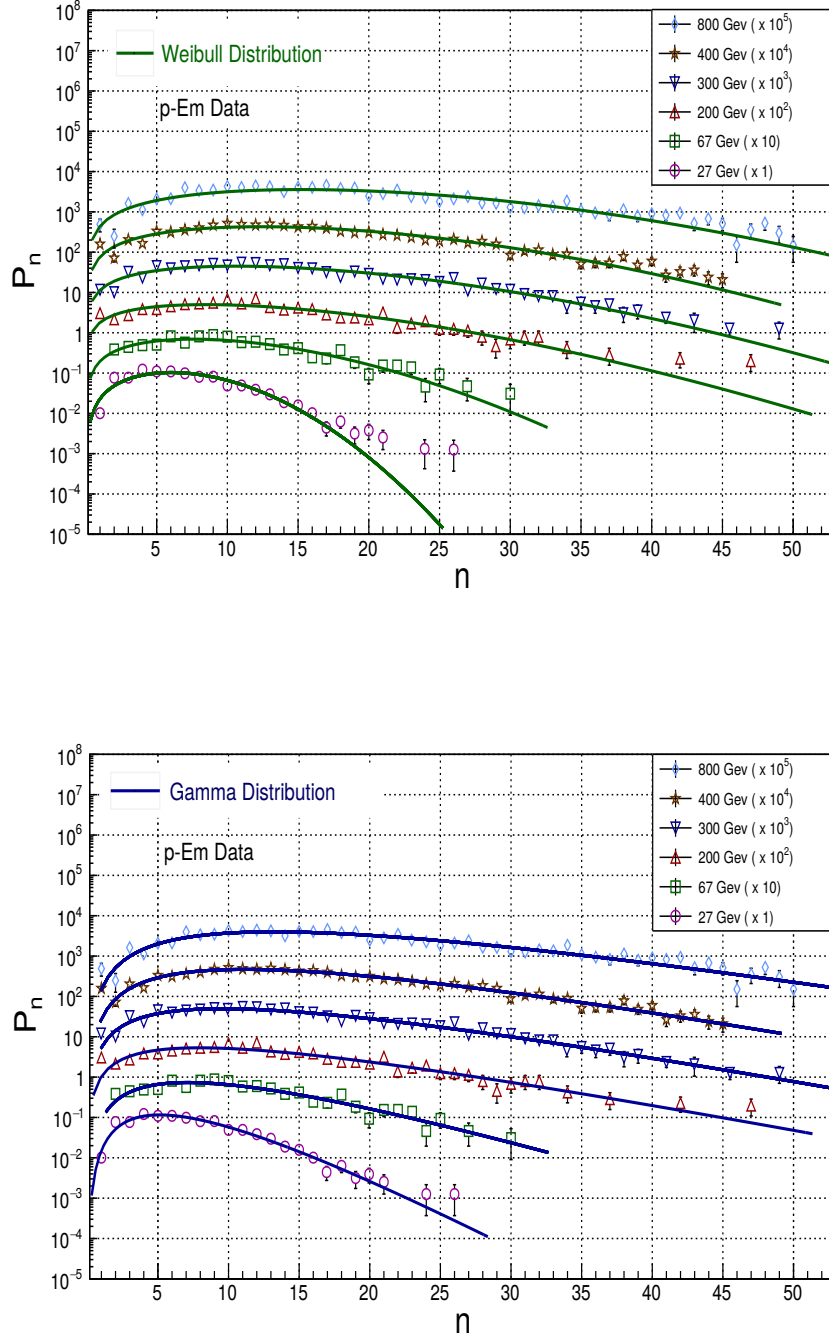 10⁸
10⁷
10⁶
10⁵
10⁴
10³
10²
10
1
10⁻¹
10⁻²
10⁻³
10⁻⁴
10⁻⁵
Pₙ
Weibull Distribution
p-Em Data
800 Gev ( x 10⁵)
400 Gev ( x 10⁴)
300 Gev ( x 10³)
200 Gev ( x 10²)
67 Gev ( x 10)
27 Gev ( x 1)
5 10 15 20 25 30 35 40 45 50
n
10⁸
10⁷
10⁶
10⁵
10⁴
10³
10²
10
1
10⁻¹
10⁻²
10⁻³
10⁻⁴
10⁻⁵
Pₙ
Gamma Distribution
p-Em Data
800 Gev ( x 10⁵)
400 Gev ( x 10⁴)
300 Gev ( x 10³)
200 Gev ( x 10²)
67 Gev ( x 10)
27 Gev ( x 1)
5 10 15 20 25 30 35 40 45 50
n